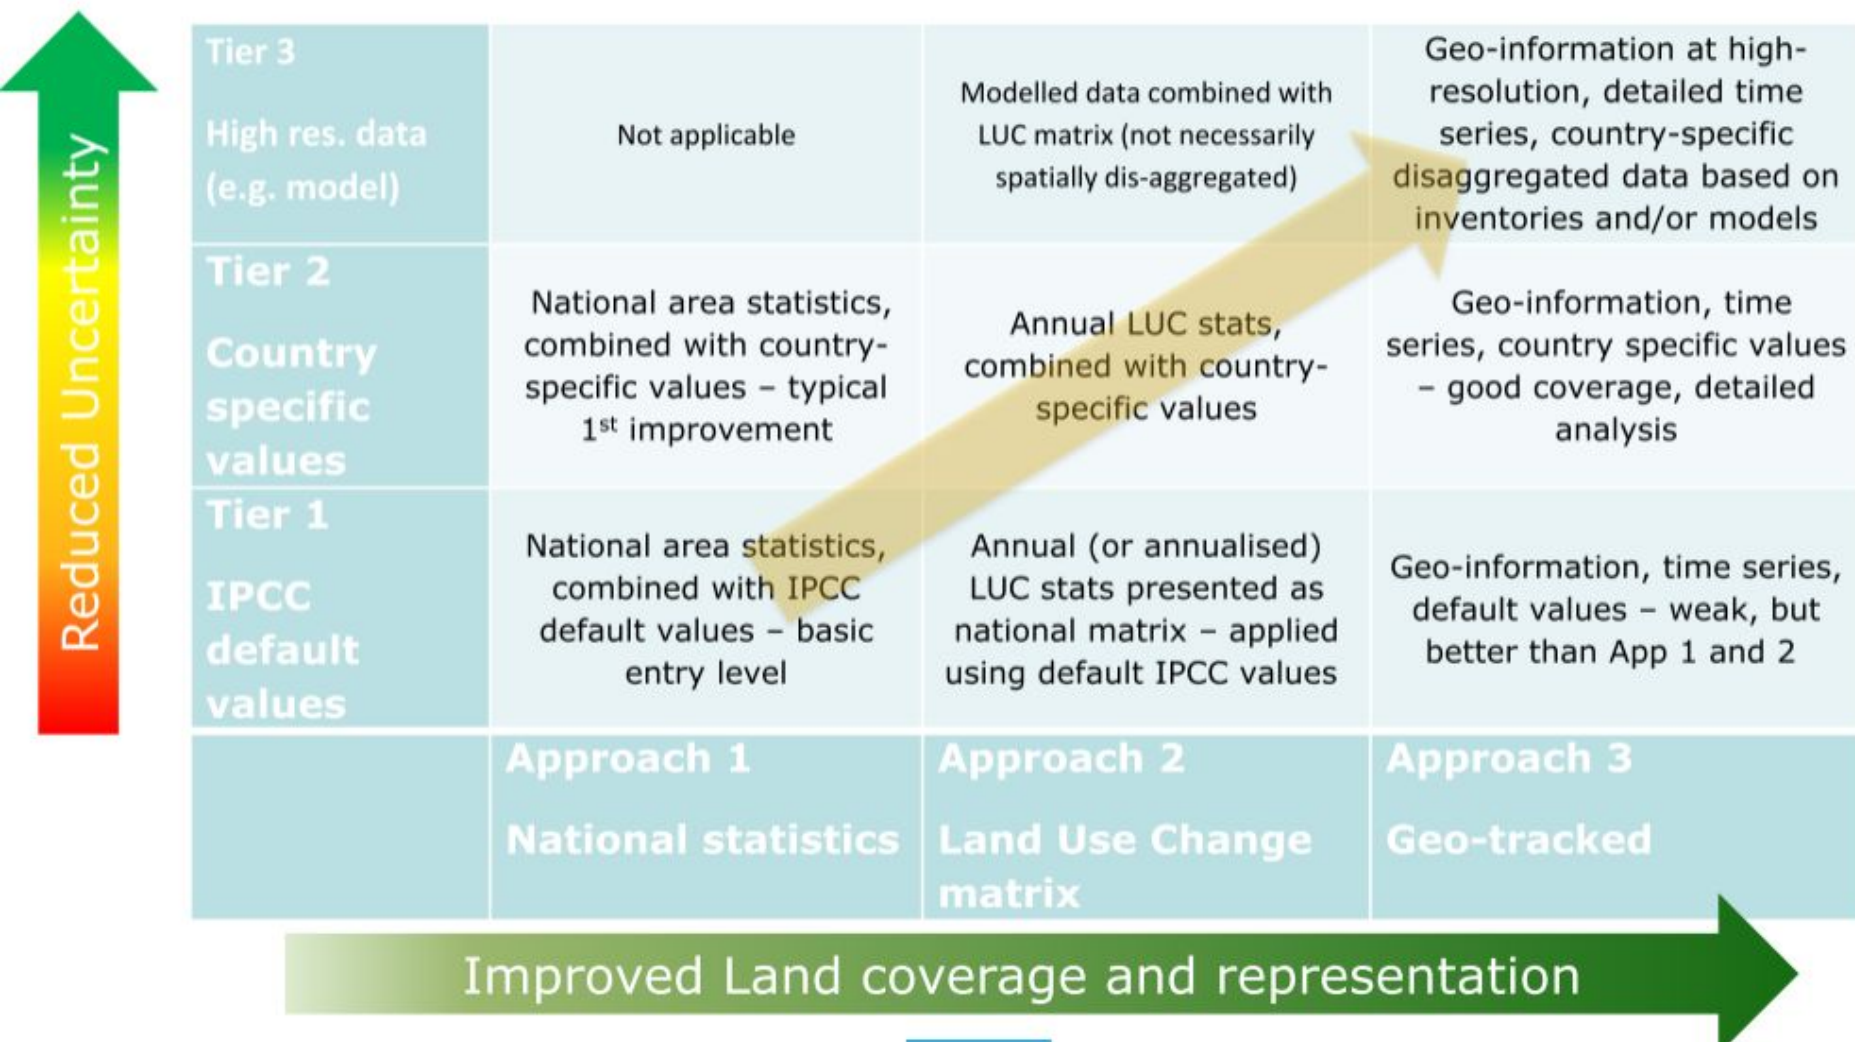 Reduced Uncertainty
Tier 3
High res. data
(e.g. model)
Not applicable
Modelled data combined with
LUC matrix (not necessarily
spatially dis-aggregated)
Geo-information at high-
resolution, detailed time
series, country-specific
disaggregated data based on
inventories and/or models
Tier 2
Country
specific
values
National area statistics,
combined with country-
specific values – typical
1st improvement
Annual LUC stats,
combined with country-
specific values
Geo-information, time
series, country specific values
– good coverage, detailed
analysis
Tier 1
IPCC
default
values
National area statistics,
combined with IPCC
default values – basic
entry level
Annual (or annualised)
LUC stats presented as
national matrix – applied
using default IPCC values
Geo-information, time series,
default values – weak, but
better than App 1 and 2
Approach 1
National statistics
Approach 2
Land Use Change
matrix
Approach 3
Geo-tracked
Improved Land coverage and representation